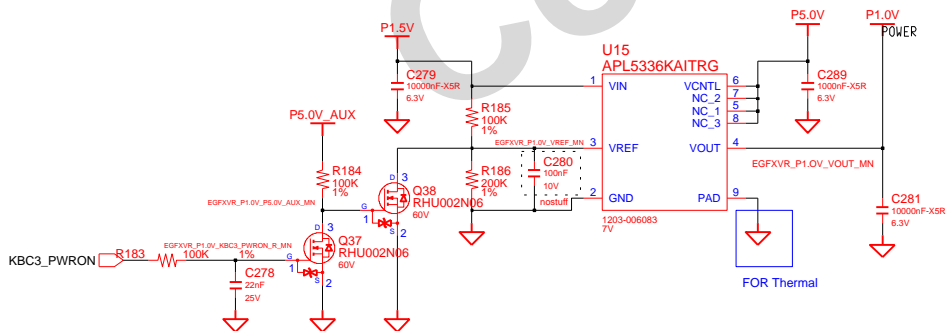 P1.5V
P5.0V
P1.0V
POWER
U15
APL5336KAITRG
C279
10000nF-X5R
6.3V
1
VIN
VCNTL
6
NC_2
7
NC_1
5
NC_3
8
C289
10000nF-X5R
6.3V
P5.0V_AUX
R185
100K
1%
EGFXVR_P1.0V_VREF_MN
3
VREF
VOUT
4
EGFXVR_P1.0V_VOUT_MN
R184
100K
1%
D
3
Q38
RHU002N06
60V
G
1
S
2
R186
200K
1%
C280
100nF
10V
nostuff
2
GND
PAD
9
1203-006083
7V
C281
10000nF-X5R
6.3V
EGFXVR_P1.0V_P5.0V_AUX_MN
D
3
Q37
RHU002N06
60V
G
1
S
2
KBC3_PWRON
R183
EGFXVR_P1.0V_KBC3_PWRON_R_MN
100K
1%
C278
22nF
25V
FOR Thermal